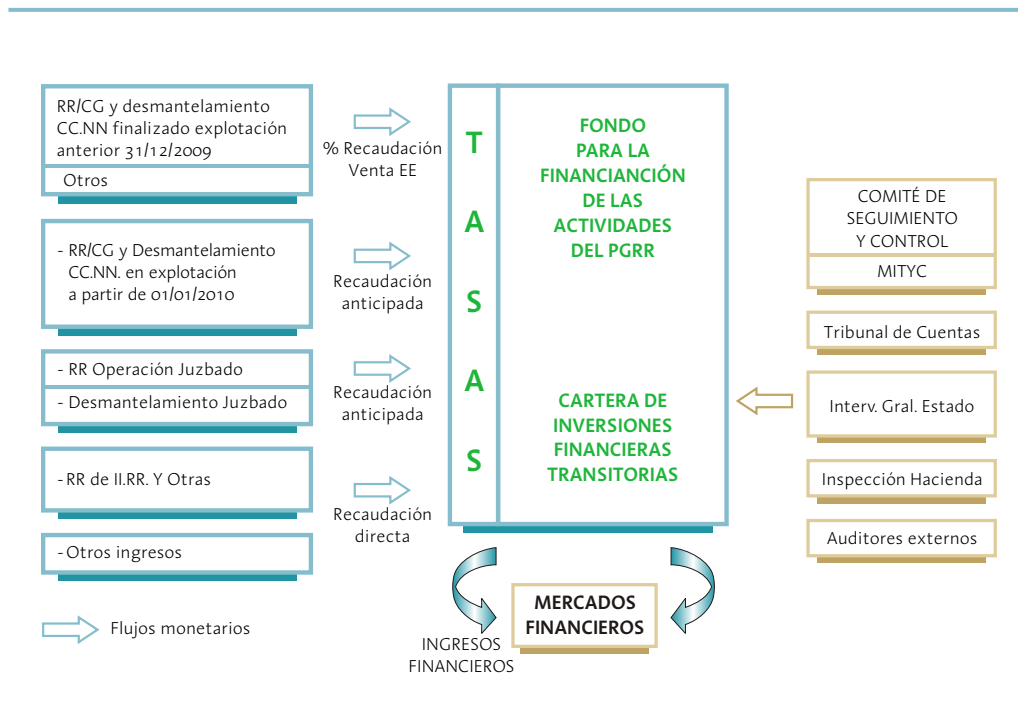 RR/CG y desmantelamiento
CC.NN finalizado explotación
anterior 31/12/2009
Otros
- RR/CG y Desmantelamiento
CC.NN. en explotación
a partir de 01/01/2010
- RR Operación Juzbado
- Desmantelamiento Juzbado
- RR de II.RR. Y Otras
- Otros ingresos
Flujos monetarios
% Recaudación
Venta EE
Recaudación
anticipada
Recaudación
anticipada
Recaudación
directa
T
A
S
A
S
FONDO
PARA LA
FINANCIANCIÓN
DE LAS
ACTIVIDADES
DEL PGRR
CARTERA DE
INVERSIONES
FINANCIERAS
TRANSITORIAS
INGRESOS
FINANCIEROS
MERCADOS
FINANCIEROS
COMITÉ DE
SEGUIMIENTO
Y CONTROL
MITYC
Tribunal de Cuentas
Interv. Gral. Estado
Inspección Hacienda
Auditores externos